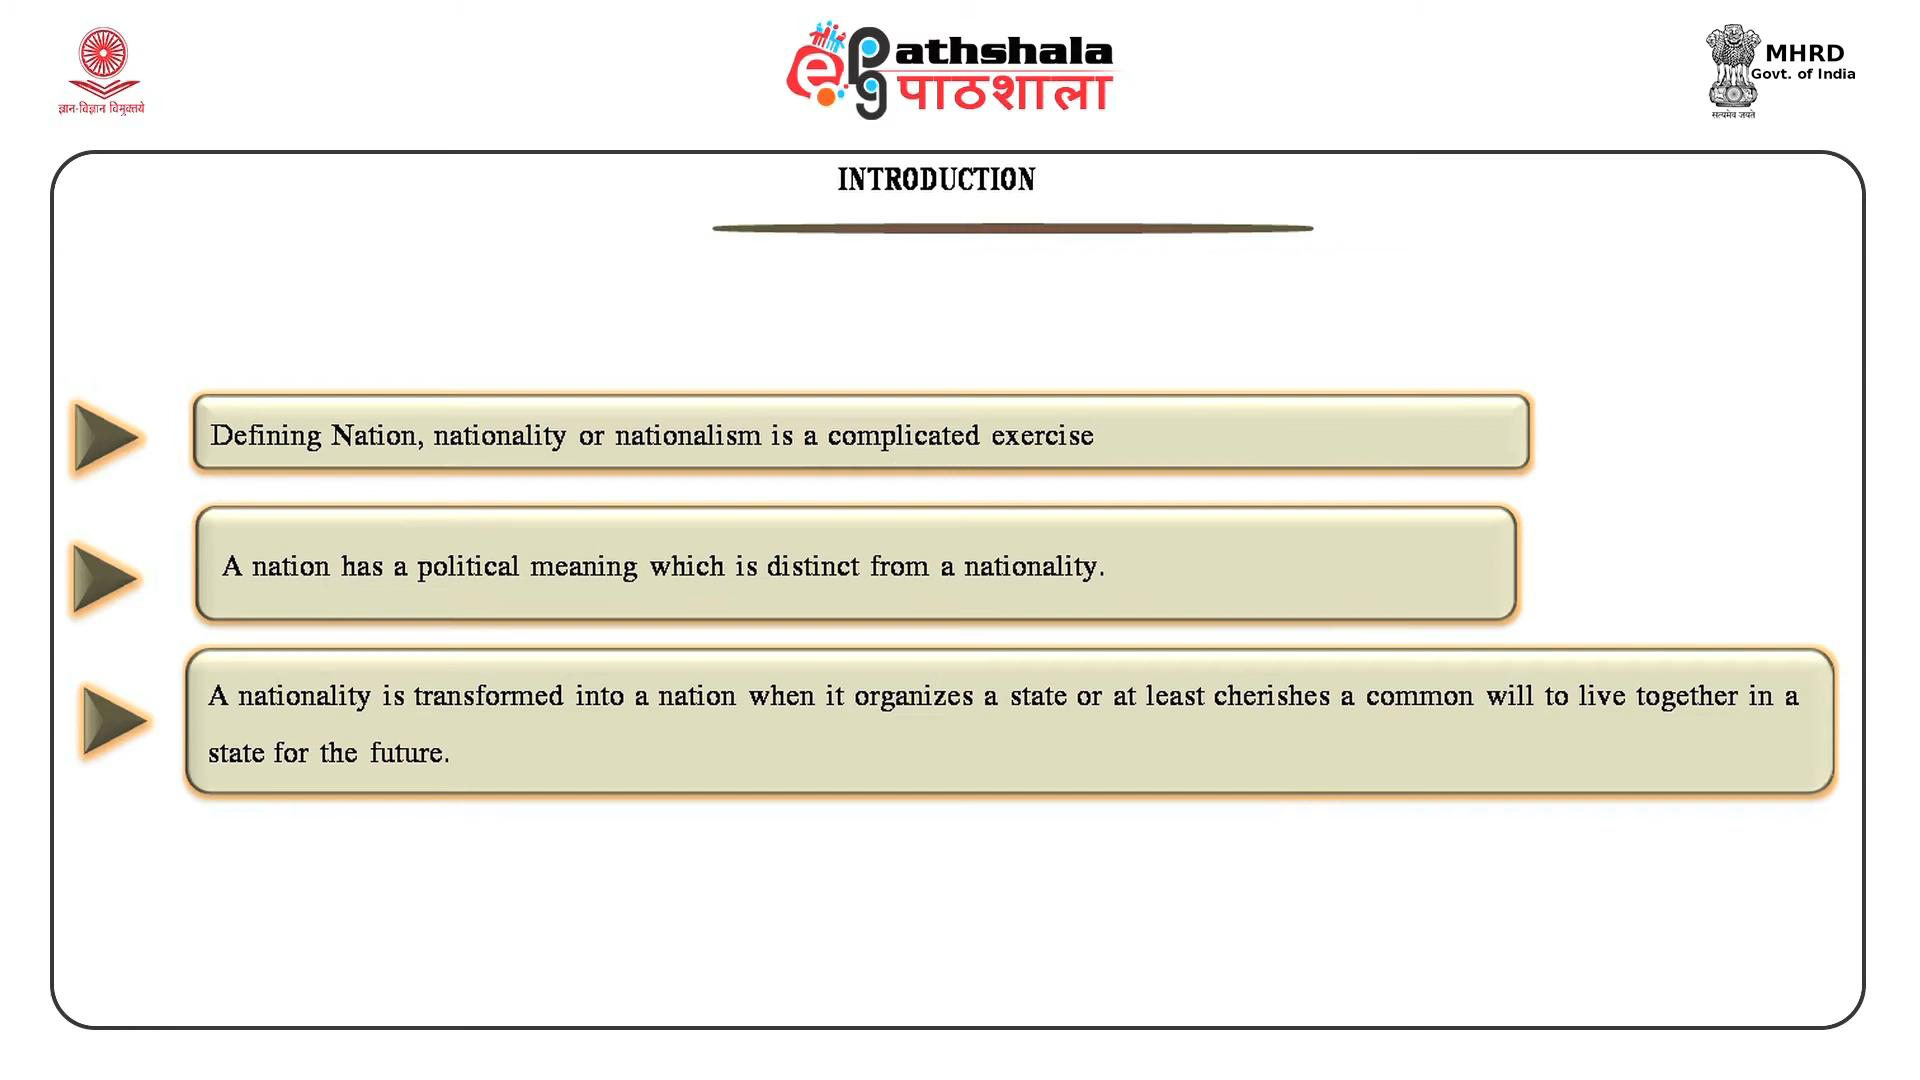 ज्ञान-विज्ञान विमुक्तये
e pg Pathshala
पाठशाला
MHRD
Govt. of India
सत्यमेव जयते
INTRODUCTION
Defining Nation, nationality or nationalism is a complicated exercise
A nation has a political meaning which is distinct from a nationality.
A nationality is transformed into a nation when it organizes a state or at least cherishes a common will to live together in a
state for the future.